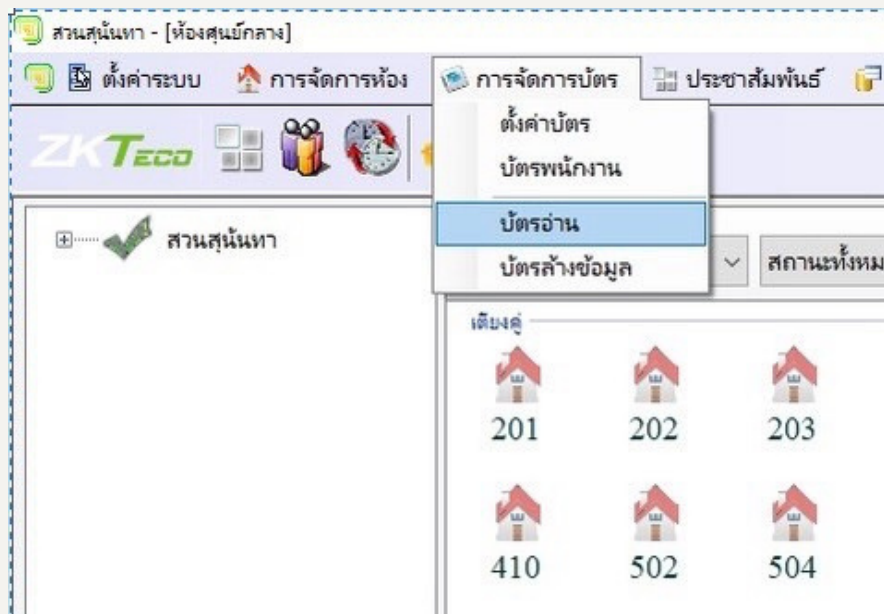 สวนสุนันทา - [ห้องศูนย์กลาง]
ตั้งค่าระบบ การจัดการห้อง การจัดการบัตร ประชาสัมพันธ์
ตั้งค่าบัตร
ZKTECO
บัตรพนักงาน
บัตรอ่าน
สวนสุนันทา
บัตรล้างข้อมูล
สถานะทั้งหม
เตียงคู่
201 202 203
410 502 504